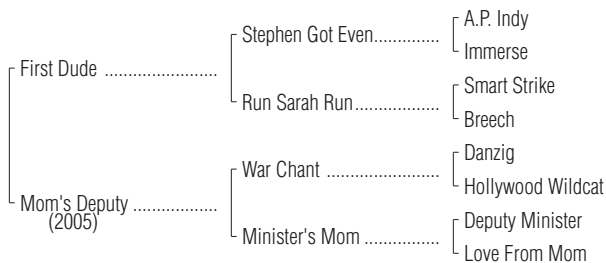 A.P. Indy
Stephen Got Even................
Immerse
First Dude ........................
Smart Strike
Run Sarah Run.....................
Breech
Danzig
War Chant ........................
Hollywood Wildcat
Mom's Deputy ..................
(2005)
Deputy Minister
Minister's Mom ................
Love From Mom